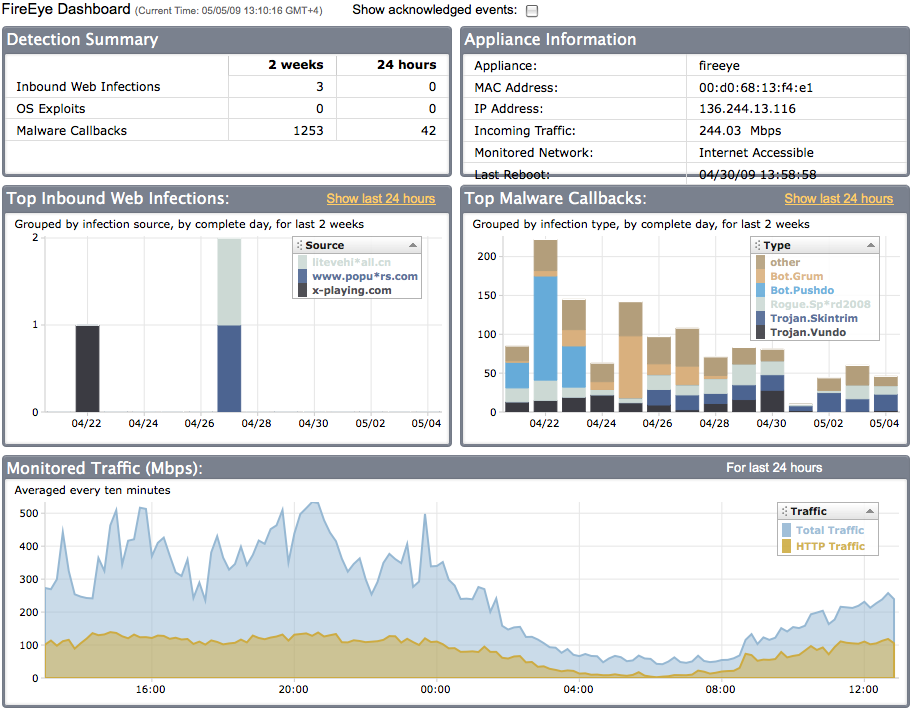 FireEye Dashboard (Current Time: 05/05/09 13:10:16 GMT+4) Show acknowledged events:
Detection Summary
2 weeks 24 hours
Inbound Web Infections 3 0
OS Exploits 0 0
Malware Callbacks 1253 42
Appliance Information
Appliance: fireeye
MAC Address: 00:d0:68:13:f4:e1
IP Address: 136.244.13.116
Incoming Traffic: 244.03 Mbps
Monitored Network: Internet Accessible
Last Reboot: 04/30/09 13:58:58
Top Inbound Web Infections: Show last 24 hours
Grouped by infection source, by complete day, for last 2 weeks
2
1
0
Source
litevehl*all.cn
www.popu*rs.com
x-playing.com
04/22 04/24 04/26 04/28 04/30 05/02 05/04
Top Malware Callbacks: Show last 24 hours
Grouped by infection type, by complete day, for last 2 weeks
200
150
100
50
0
Type
other
Bot.Grum
Bot.Pushdo
Rogue.Sp*rd2008
Trojan.Skintrim
Trojan.Vundo
04/22 04/24 04/26 04/28 04/30 05/02 05/04
Monitored Traffic (Mbps): For last 24 hours
Averaged every ten minutes
500
400
300
200
100
0
Traffic
Total Traffic
HTTP Traffic
16:00 20:00 00:00 04:00 08:00 12:00